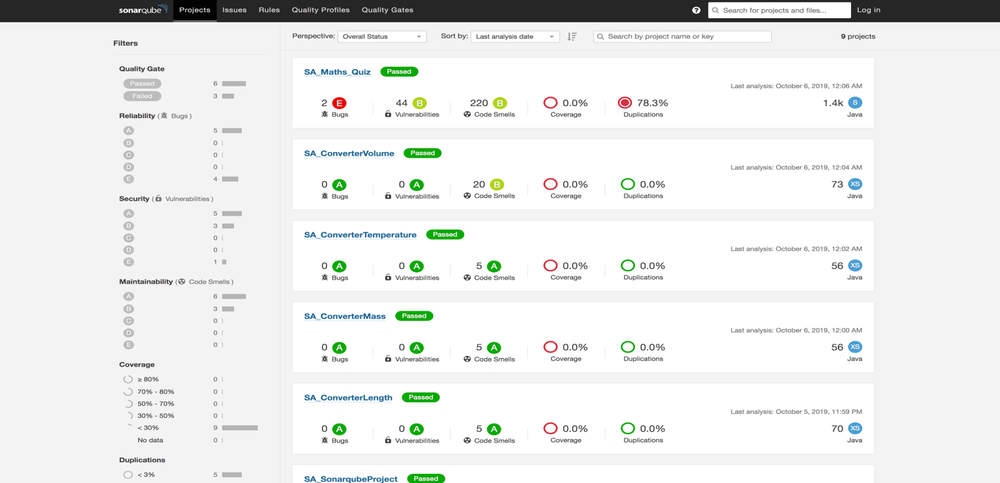 sonarqube Projects Issues Rules Quality Profiles Quality Gates ? Search for projects and files... Log in
Perspective: Overall Status Sort by: Last analysis date Search by project name or key 9 projects
Filters
Quality Gate
Passed 6
Failed 3
Reliability ( Bugs )
A 5
B 0
C 0
D 0
E 4
Security ( Vulnerabilities )
A 5
B 3
C 0
D 0
E 1
Maintainability ( Code Smells )
A 6
B 3
C 0
D 0
E 0
Coverage
≥ 80% 0
70% - 80% 0
50% - 70% 0
30% - 50% 0
< 30% 9
No data 0
Duplications
< 3% 5
SA_Maths_Quiz Passed
Last analysis: October 6, 2019, 12:06 AM
2 E 44 B 220 B 0.0% 78.3% 1.4k S
Bugs Vulnerabilities Code Smells Coverage Duplications Java
SA_ConverterVolume Passed
Last analysis: October 6, 2019, 12:04 AM
0 A 0 A 20 B 0.0% 0.0% 73 XS
Bugs Vulnerabilities Code Smells Coverage Duplications Java
SA_ConverterTemperature Passed
Last analysis: October 6, 2019, 12:02 AM
0 A 0 A 5 A 0.0% 0.0% 56 XS
Bugs Vulnerabilities Code Smells Coverage Duplications Java
SA_ConverterMass Passed
Last analysis: October 6, 2019, 12:00 AM
0 A 0 A 5 A 0.0% 0.0% 56 XS
Bugs Vulnerabilities Code Smells Coverage Duplications Java
SA_ConverterLength Passed
Last analysis: October 5, 2019, 11:59 PM
0 A 0 A 5 A 0.0% 0.0% 70 XS
Bugs Vulnerabilities Code Smells Coverage Duplications Java
SA_SonarqubeProject Passed